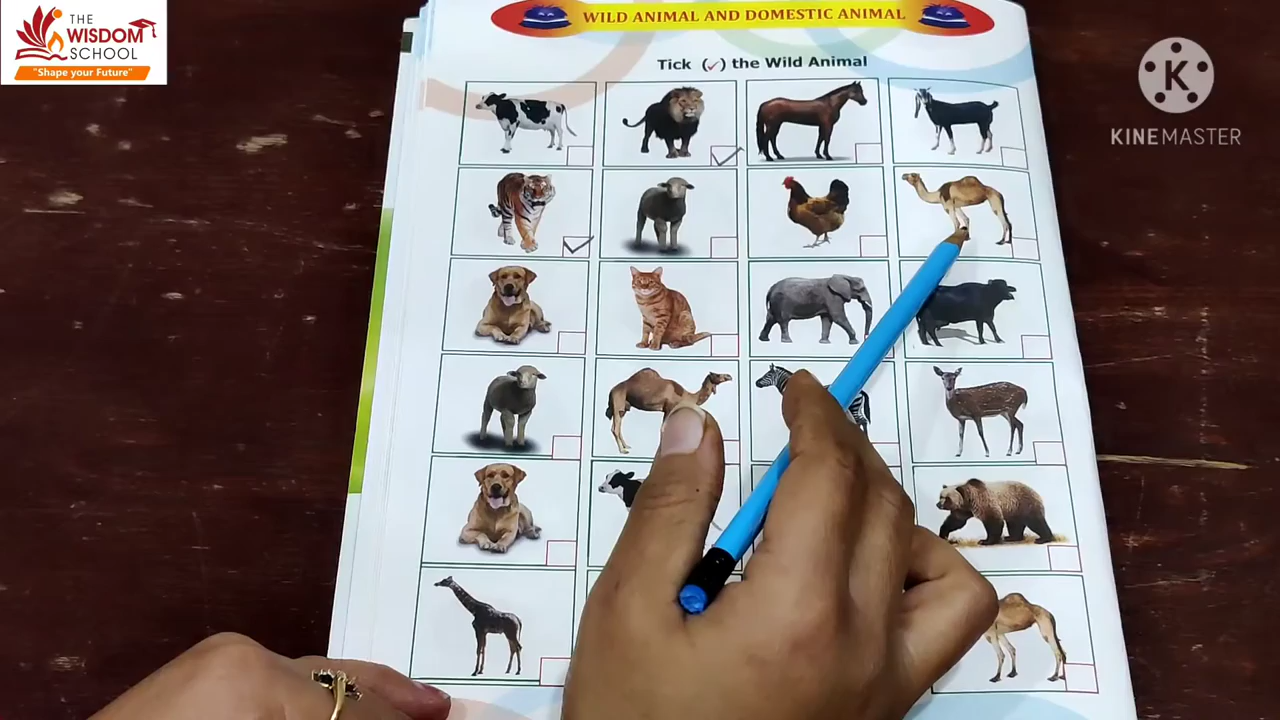 THE
WISDOM
SCHOOL
"Shape your Future"
WILD ANIMAL AND DOMESTIC ANIMAL
Tick (✓) the Wild Animal
K
KINEMASTER